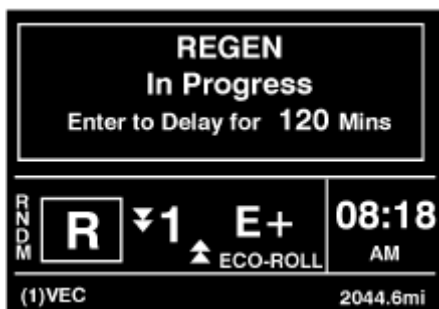 REGEN
In Progress
Enter to Delay for 120 Mins
RNDM R 1 E+ 08:18
ECO-ROLL AM
(1)VEC 2044.6mi